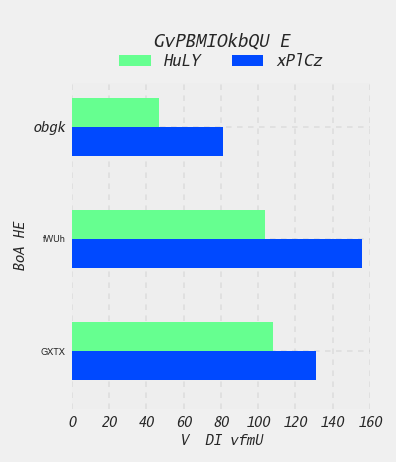 GvPBMIOkbQU E
HuLY xPlCz
obgk
fWUh
GXTX
BoA HE
0 20 40 60 80 100 120 140 160
V  DI vfmU